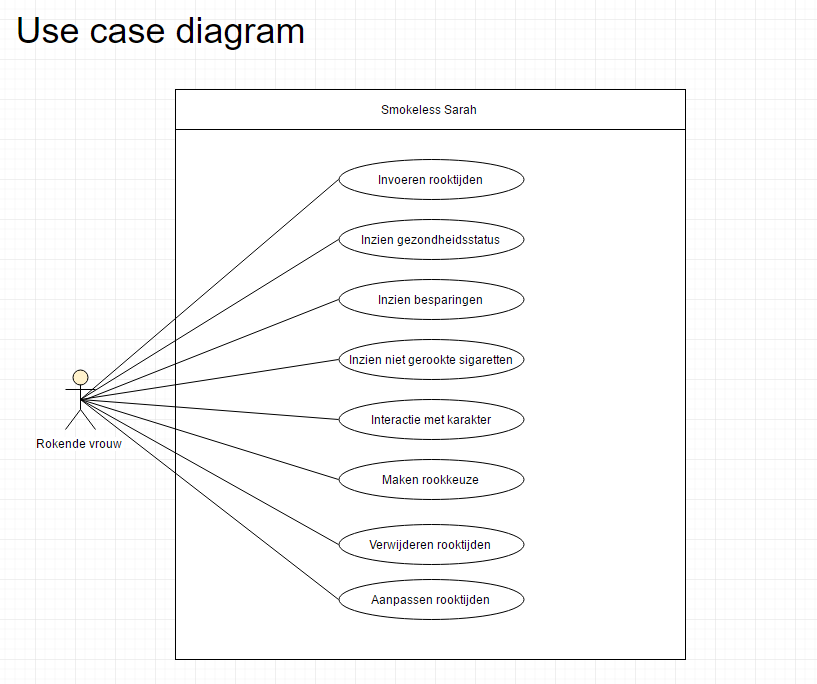 Use case diagram
Smokeless Sarah
Invoeren rooktijden
Inzien gezondheidsstatus
Inzien besparingen
Inzien niet gerookte sigaretten
Interactie met karakter
Rokende vrouw
Maken rookkeuze
Verwijderen rooktijden
Aanpassen rooktijden